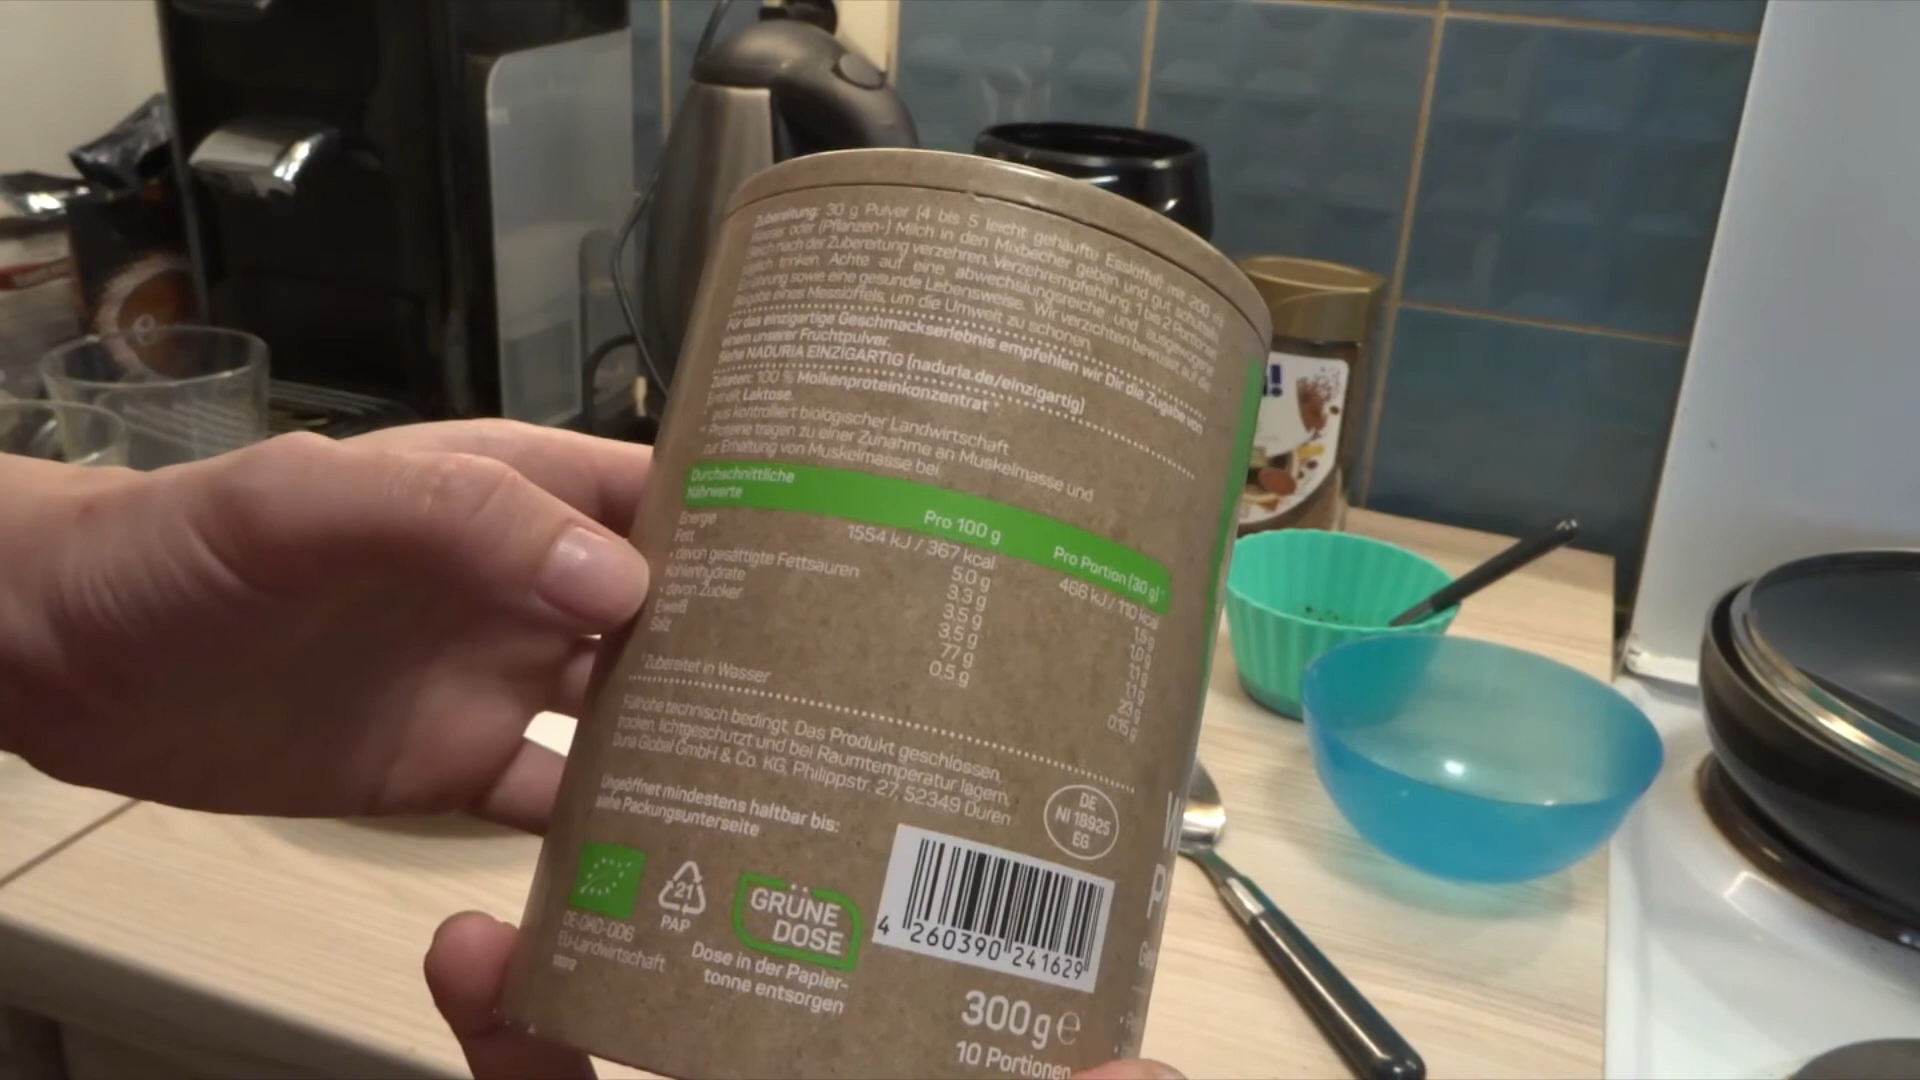 Zubereitung: 30 g Pulver (4 bis 5 leicht gehäufte Esslöffel) mit 200 ml
Wasser oder (Pflanzen-) Milch in den Mixbecher geben und gut schütteln.
Gleich nach der Zubereitung verzehren. Verzehrempfehlung: 1 bis 2 Portionen
täglich trinken. Achte auf eine abwechslungsreiche und ausgewogene
Ernährung sowie eine gesunde Lebensweise. Wir verzichten bewusst auf die
Beigabe eines Messlöffels, um die Umwelt zu schonen.
Für das einzigartige Geschmackserlebnis empfehlen wir Dir die Zugabe von
einem unserer Fruchtpulver.
Siehe NADURIA EINZIGARTIG (naduria.de/einzigartig)
Zutaten: 100 % Molkenproteinkonzentrat *
Enthält Laktose.
* aus kontrolliert biologischer Landwirtschaft
Proteine tragen zu einer Zunahme an Muskelmasse und
zur Erhaltung von Muskelmasse bei
Durchschnittliche
Nährwerte Pro 100 g Pro Portion (30 g) *
Energie 1554 kJ / 367 kcal 466 kJ / 110 kcal
Fett 5,0 g 1,5 g
• davon gesättigte Fettsäuren 3,3 g 1,0 g
Kohlenhydrate 3,5 g 1,1 g
• davon Zucker 3,5 g 1,1 g
Eiweiß 77 g 23 g
Salz 0,5 g 0,15 g
*Zubereitet in Wasser
Füllhöhe technisch bedingt. Das Produkt geschlossen,
trocken, lichtgeschützt und bei Raumtemperatur lagern.
Duria Global GmbH & Co. KG, Philippstr. 27, 52349 Düren
Ungeöffnet mindestens haltbar bis:
siehe Packungsunterseite
DE
NI 18925
EG
21
PAP
GRÜNE
DOSE
DE-ÖKO-006
EU-Landwirtschaft
Dose in der Papier-
tonne entsorgen
4 260390 241629
300g e
10 Portionen